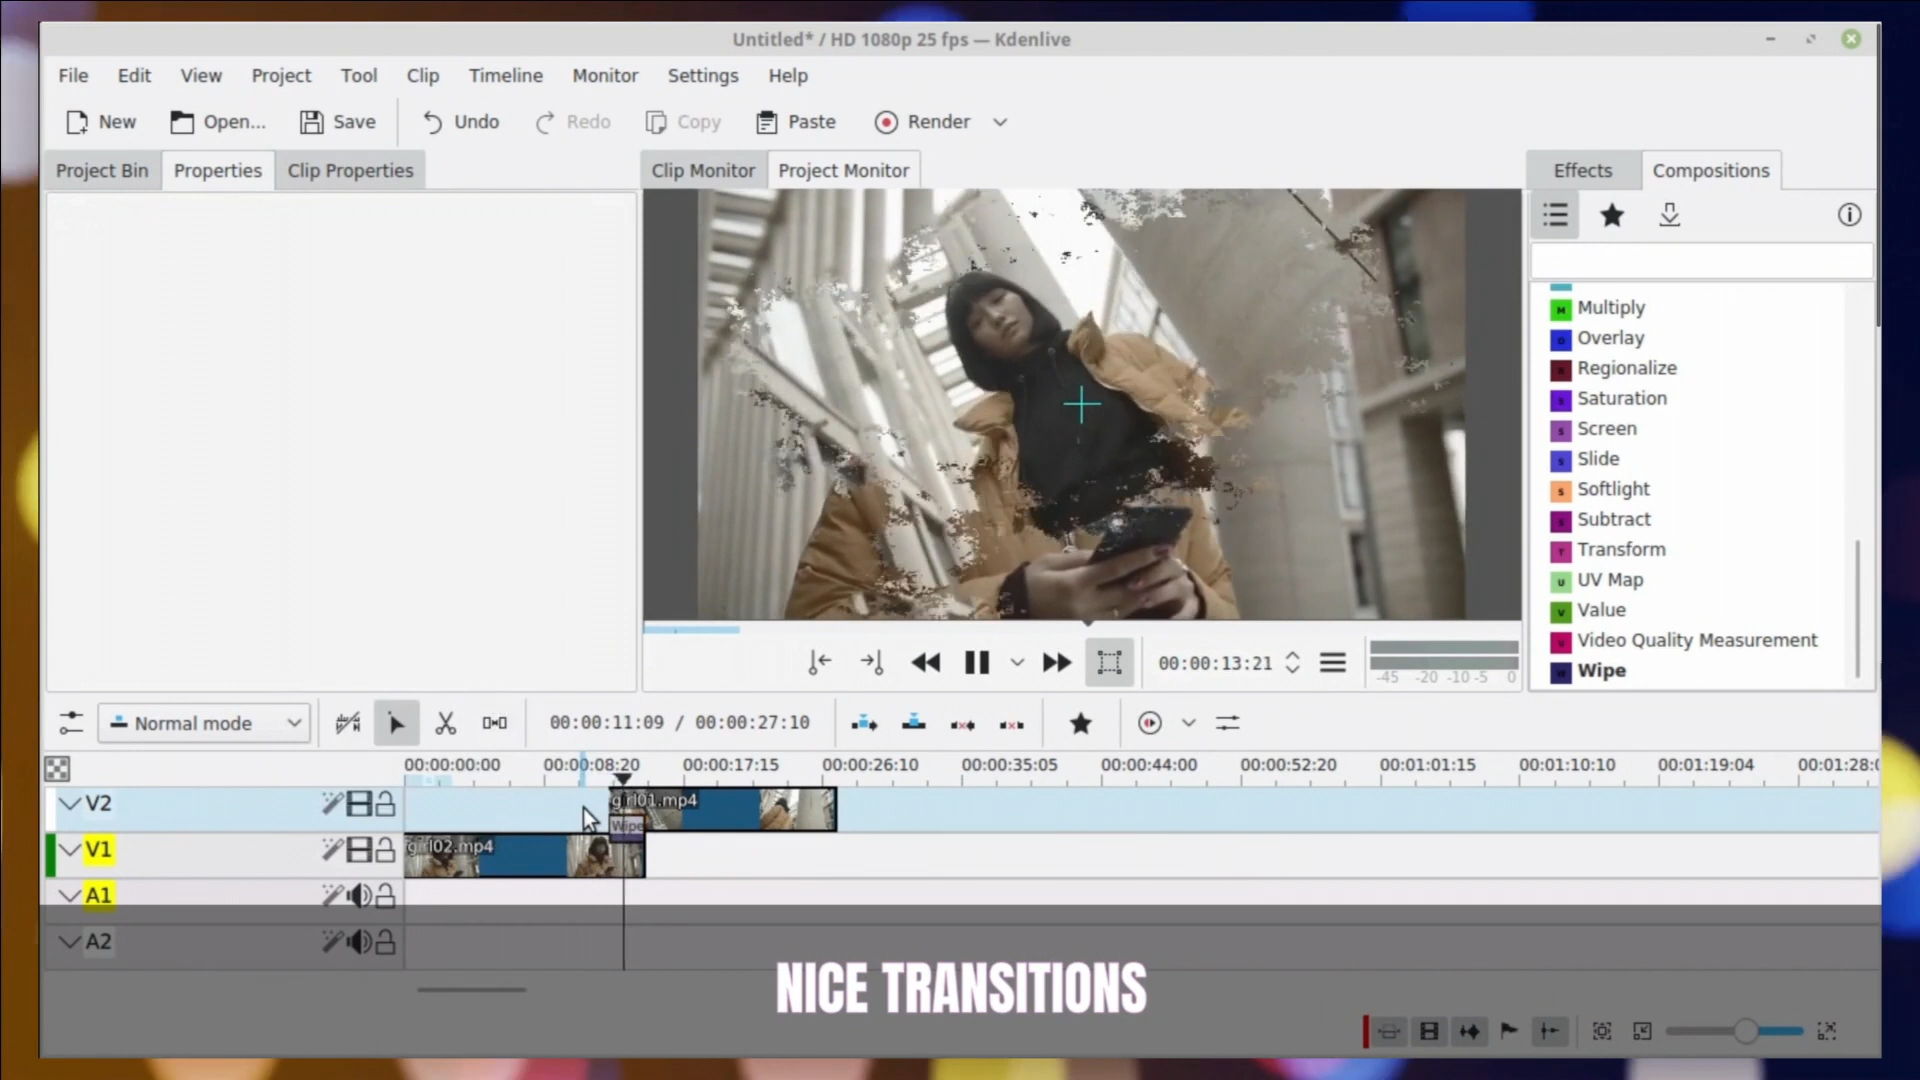 Untitled* / HD 1080p 25 fps — Kdenlive
File Edit View Project Tool Clip Timeline Monitor Settings Help
New Open... Save Undo Redo Copy Paste Render
Project Bin Properties Clip Properties Clip Monitor Project Monitor Effects Compositions
Multiply
Overlay
Regionalize
Saturation
Screen
Slide
Softlight
Subtract
Transform
UV Map
Value
Video Quality Measurement
Wipe
00:00:13:21
-45 -20 -10 -5 0
Normal mode 00:00:11:09 / 00:00:27:10
00:00:00:00 00:00:08:20 00:00:17:15 00:00:26:10 00:00:35:05 00:00:44:00 00:00:52:20 00:01:01:15 00:01:10:10 00:01:19:04 00:01:28:0
V2 girl01.mp4
Wipe
V1 girl02.mp4
A1
A2
NICE TRANSITIONS